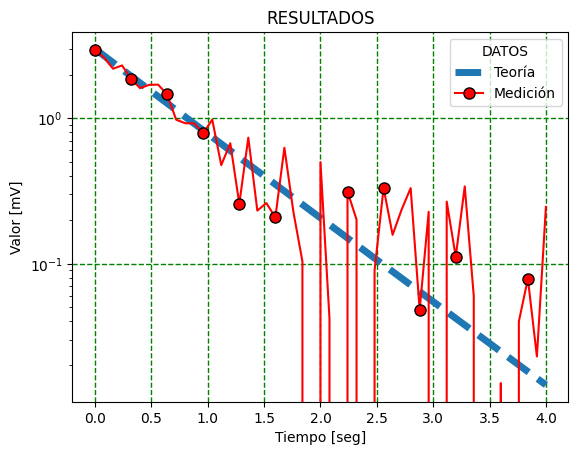 RESULTADOS
DATOS
Teoría
Medición
Valor [mV]
10⁰
10⁻¹
0.0 0.5 1.0 1.5 2.0 2.5 3.0 3.5 4.0
Tiempo [seg]